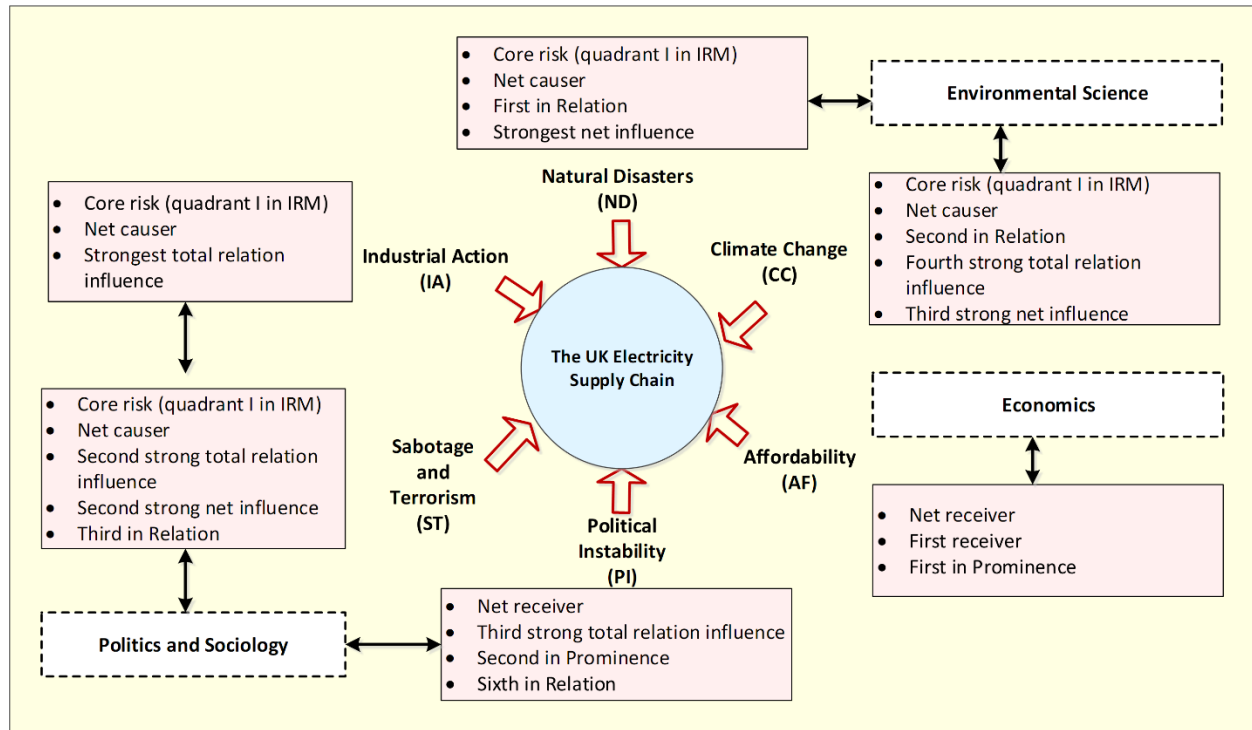 • Core risk (quadrant I in IRM)
• Net causer
• First in Relation
• Strongest net influence
Environmental Science
• Core risk (quadrant I in IRM)
• Net causer
• Second in Relation
• Fourth strong total relation
influence
• Third strong net influence
Natural Disasters
(ND)
Climate Change
(CC)
Industrial Action
(IA)
• Core risk (quadrant I in IRM)
• Net causer
• Strongest total relation
influence
The UK Electricity
Supply Chain
• Core risk (quadrant I in IRM)
• Net causer
• Second strong total relation
influence
• Second strong net influence
• Third in Relation
Sabotage
and
Terrorism
(ST)
Political
Instability
(PI)
Affordability
(AF)
Economics
• Net receiver
• First receiver
• First in Prominence
Politics and Sociology
• Net receiver
• Third strong total relation influence
• Second in Prominence
• Sixth in Relation